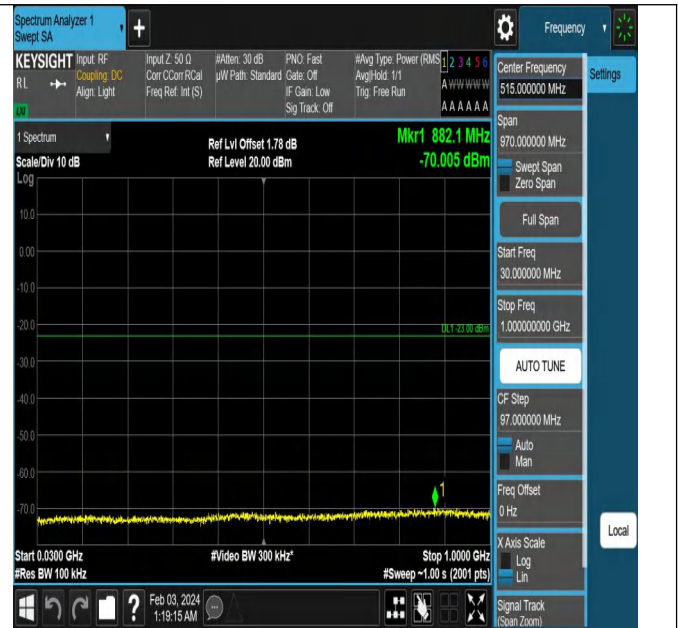 Spectrum Analyzer 1
Swept SA
+
Frequency
KEYSIGHT
RL
LXI
Input: RF
Coupling: DC
Align: Light
Input Z: 50 Ω
Corr CCorr RCal
Freq Ref: Int (S)
#Atten: 30 dB
µW Path: Standard
PNO: Fast
Gate: Off
IF Gain: Low
Sig Track: Off
#Avg Type: Power (RMS
Avg|Hold: 1/1
Trig: Free Run
1 2 3 4 5 6
A W W W W W
A A A A A A
1 Spectrum
Scale/Div 10 dB
Log
Ref Lvl Offset 1.78 dB
Ref Level 20.00 dBm
Mkr1 882.1 MHz
-70.005 dBm
10.0
0.00
-10.0
-20.0
DL1 -23.00 dBm
-30.0
-40.0
-50.0
-60.0
-70.0
1
Start 0.0300 GHz
#Res BW 100 kHz
#Video BW 300 kHz*
Stop 1.0000 GHz
#Sweep ~1.00 s (2001 pts)
Center Frequency
515.000000 MHz
Settings
Span
970.000000 MHz
Swept Span
Zero Span
Full Span
Start Freq
30.000000 MHz
Stop Freq
1.000000000 GHz
AUTO TUNE
CF Step
97.000000 MHz
Auto
Man
Freq Offset
0 Hz
X Axis Scale
Log
Lin
Local
Signal Track
(Span Zoom)
?
Feb 03, 2024
1:19:15 AM